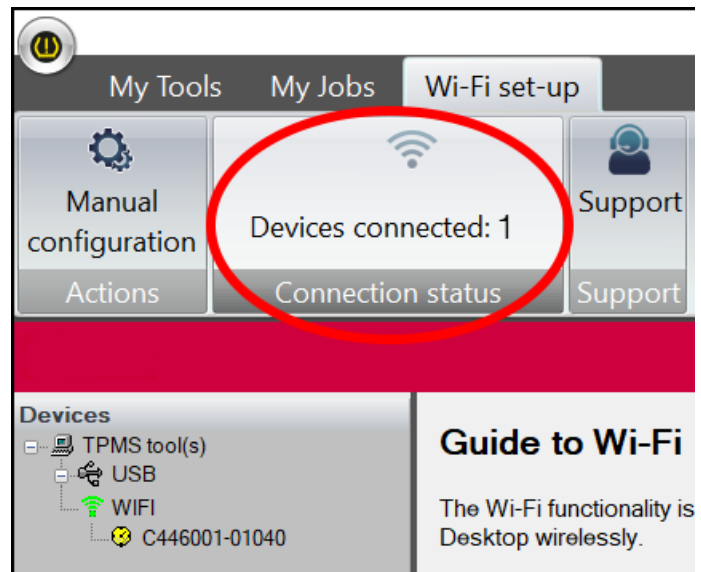 My Tools My Jobs Wi-Fi set-up
Manual
configuration
Devices connected: 1
Support
Actions
Connection status
Support
Devices
TPMS tool(s)
USB
WIFI
C446001-01040
Guide to Wi-Fi
The Wi-Fi functionality is
Desktop wirelessly.